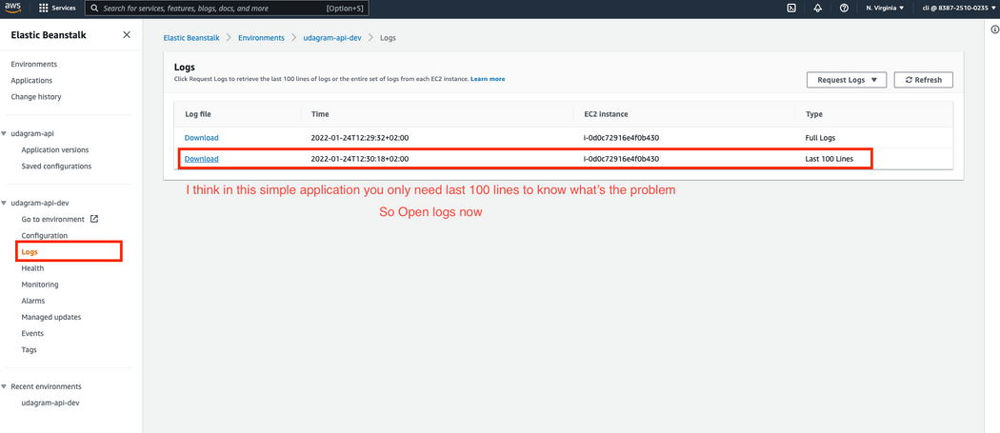 aws
Services
Search for services, features, blogs, docs, and more
[Option+S]
N. Virginia
cli @ 8387-2510-0235
Elastic Beanstalk
Environments
Applications
Change history
udagram-api
Application versions
Saved configurations
udagram-api-dev
Go to environment
Configuration
Logs
Health
Monitoring
Alarms
Managed updates
Events
Tags
Recent environments
udagram-api-dev
Elastic Beanstalk > Environments > udagram-api-dev > Logs
Logs
Click Request Logs to retrieve the last 100 lines of logs or the entire set of logs from each EC2 instance. Learn more
Request Logs
Refresh
Log file Time EC2 instance Type
Download 2022-01-24T12:29:32+02:00 i-0d0c72916e4f0b430 Full Logs
Download 2022-01-24T12:30:18+02:00 i-0d0c72916e4f0b430 Last 100 Lines
I think in this simple application you only need last 100 lines to know what's the problem
So Open logs now